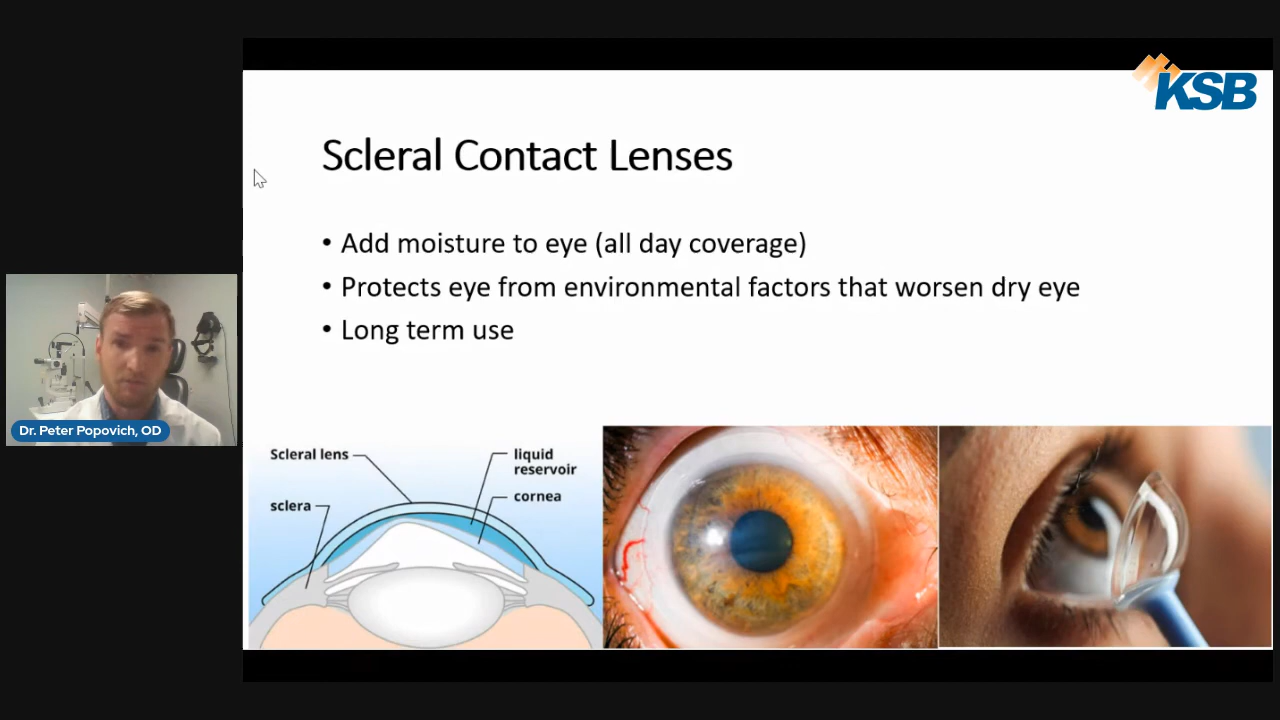 KSB
Scleral Contact Lenses
• Add moisture to eye (all day coverage)
• Protects eye from environmental factors that worsen dry eye
• Long term use
Dr. Peter Popovich, OD
Scleral lens
sclera
liquid
reservoir
cornea